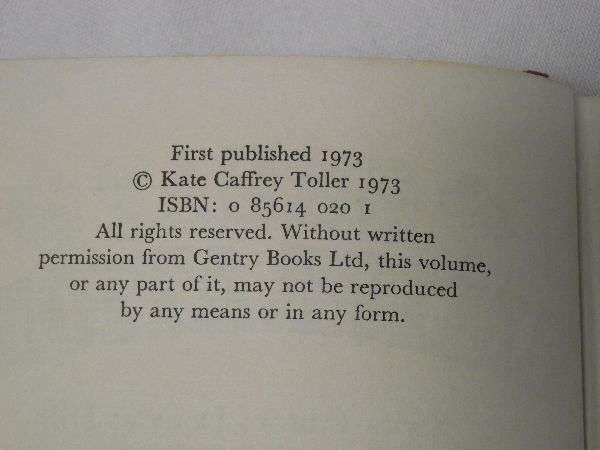 First published 1973
© Kate Caffrey Toller 1973
ISBN: 0 85614 020 1
All rights reserved. Without written
permission from Gentry Books Ltd, this volume,
or any part of it, may not be reproduced
by any means or in any form.